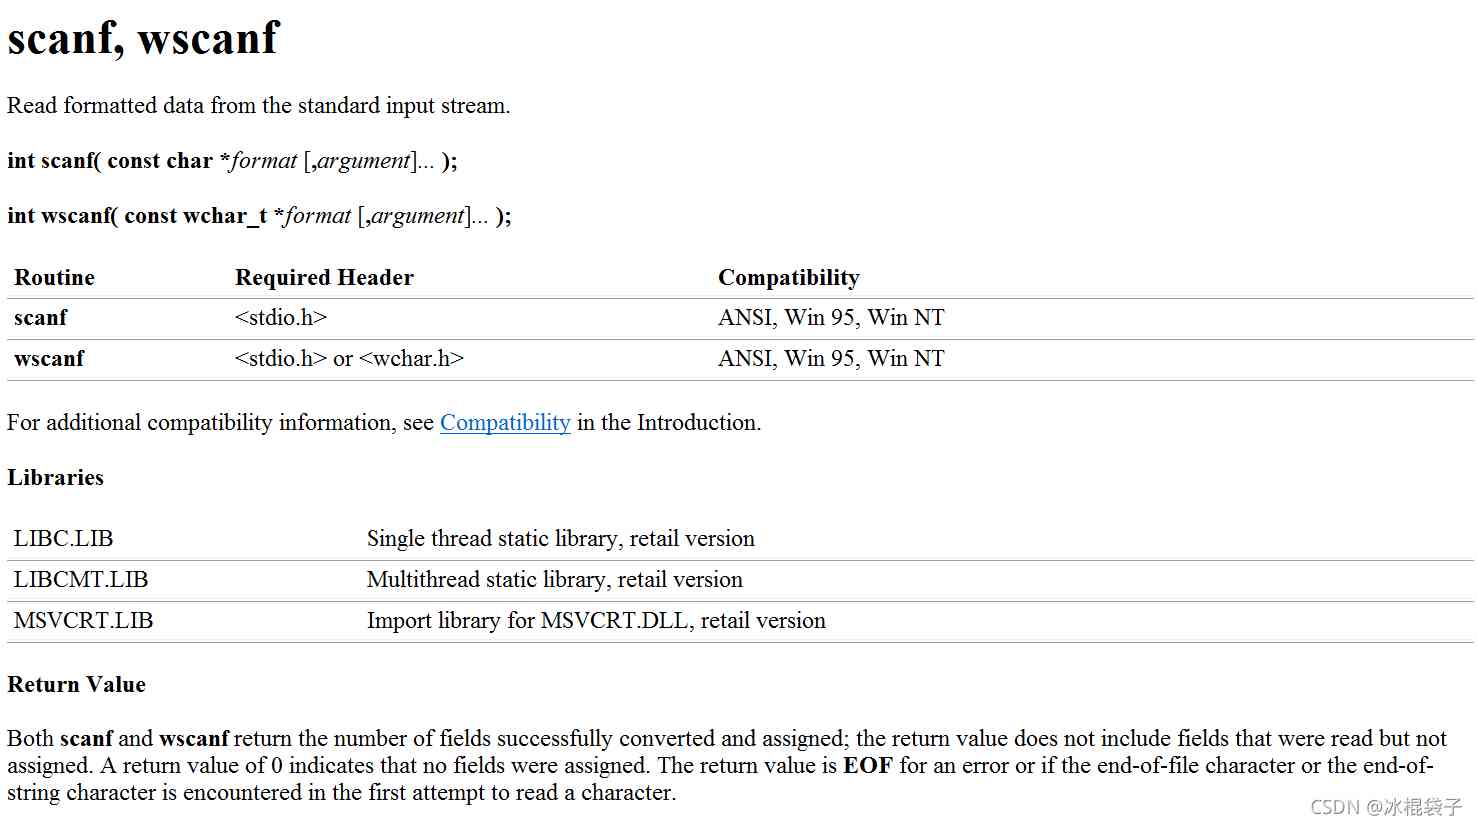 scanf, wscanf
Read formatted data from the standard input stream.
int scanf( const char *format [,argument]... );
int wscanf( const wchar_t *format [,argument]... );
Routine Required Header Compatibility
scanf <stdio.h> ANSI, Win 95, Win NT
wscanf <stdio.h> or <wchar.h> ANSI, Win 95, Win NT
For additional compatibility information, see Compatibility in the Introduction.
Libraries
LIBC.LIB Single thread static library, retail version
LIBCMT.LIB Multithread static library, retail version
MSVCRT.LIB Import library for MSVCRT.DLL, retail version
Return Value
Both scanf and wscanf return the number of fields successfully converted and assigned; the return value does not include fields that were read but not
assigned. A return value of 0 indicates that no fields were assigned. The return value is EOF for an error or if the end-of-file character or the end-of-
string character is encountered in the first attempt to read a character.
CSDN @冰棍袋子